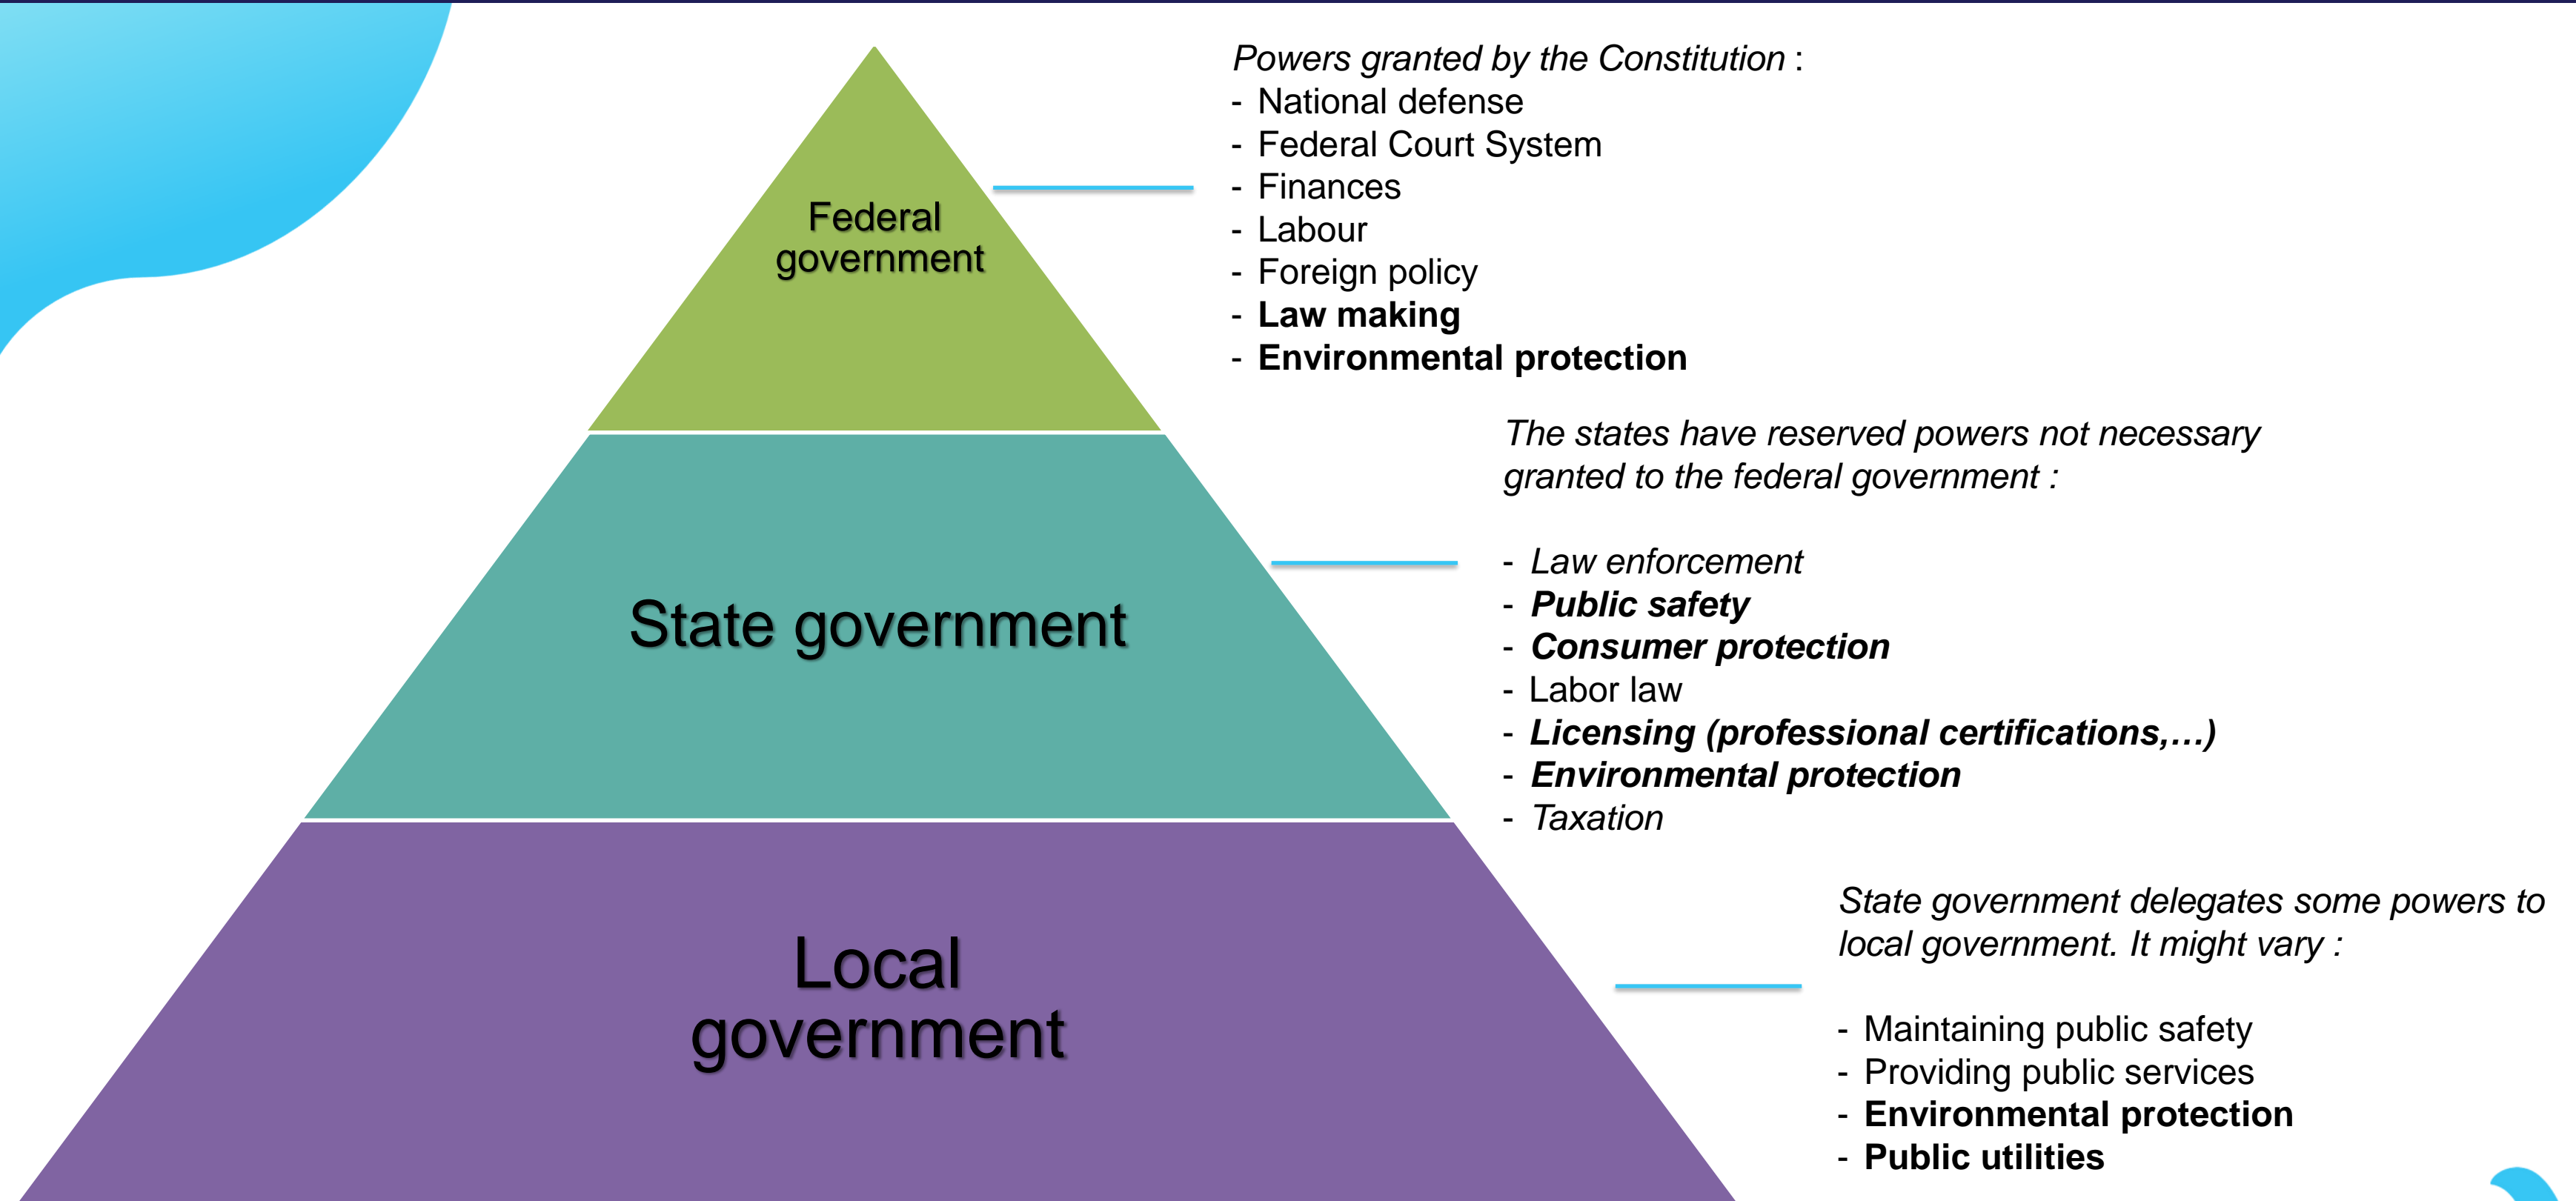 Federal
government
Powers granted by the Constitution :
- National defense
- Federal Court System
- Finances
- Labour
- Foreign policy
- Law making
- Environmental protection
State government
The states have reserved powers not necessary
granted to the federal government :
- Law enforcement
- Public safety
- Consumer protection
- Labor law
- Licensing (professional certifications,…)
- Environmental protection
- Taxation
Local
government
State government delegates some powers to
local government. It might vary :
- Maintaining public safety
- Providing public services
- Environmental protection
- Public utilities